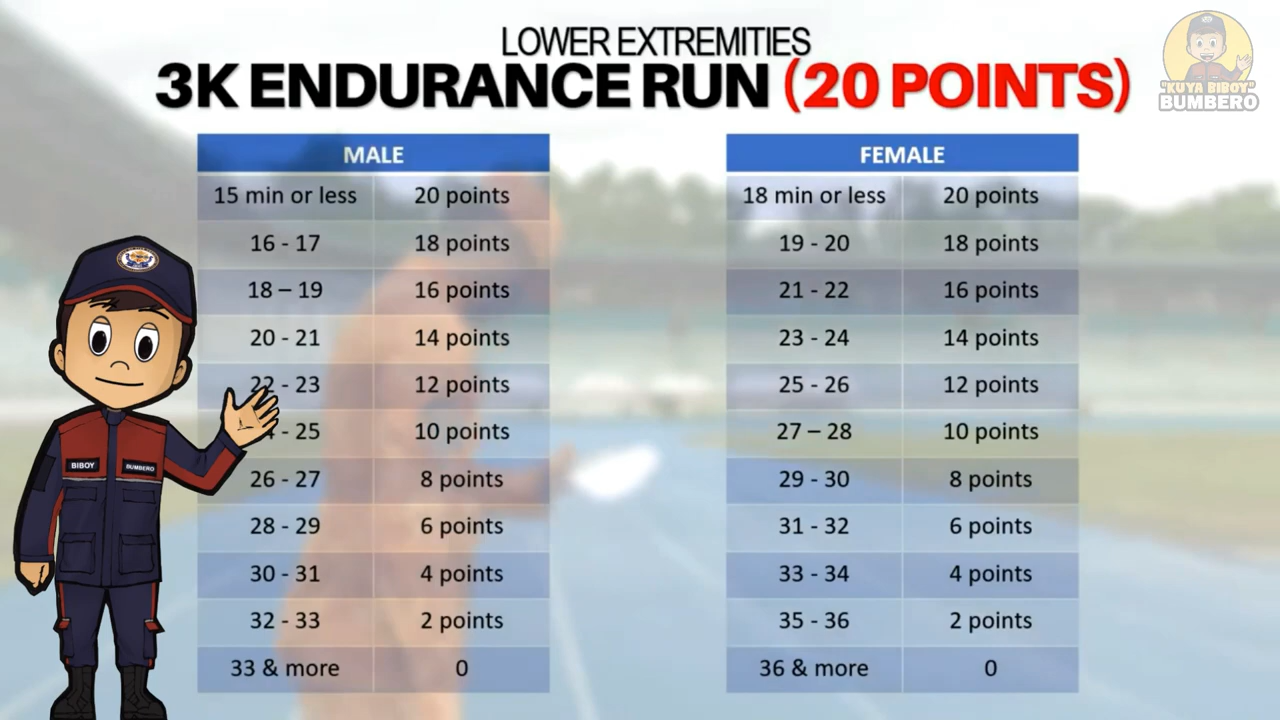 LOWER EXTREMITIES
3K ENDURANCE RUN (20 POINTS)
"KUYA BIBOY"
BUMBERO
MALE
15 min or less 20 points
16 - 17 18 points
18 – 19 16 points
20 - 21 14 points
22 - 23 12 points
- 25 10 points
26 - 27 8 points
28 - 29 6 points
30 - 31 4 points
32 - 33 2 points
33 & more 0
FEMALE
18 min or less 20 points
19 - 20 18 points
21 - 22 16 points
23 - 24 14 points
25 - 26 12 points
27 – 28 10 points
29 - 30 8 points
31 - 32 6 points
33 - 34 4 points
35 - 36 2 points
36 & more 0
BIBOY BUMBERO